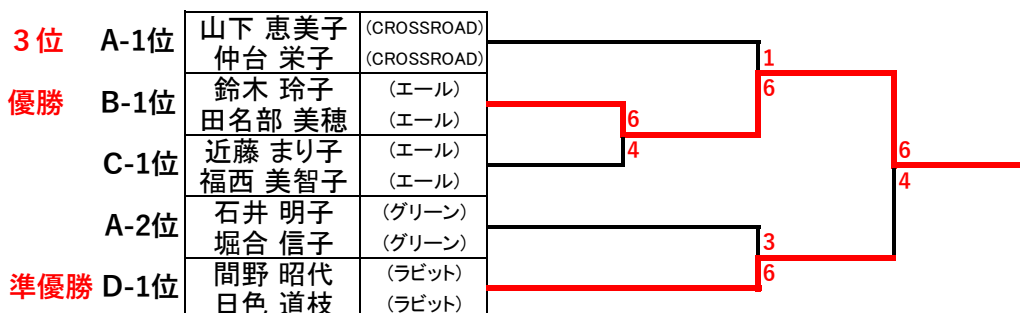 3位 A-1位 山下 恵美子 (CROSSROAD)
仲台 栄子 (CROSSROAD)
1
6
優勝 B-1位 鈴木 玲子 (エール)
田名部 美穂 (エール)
6
4
C-1位 近藤 まり子 (エール)
福西 美智子 (エール)
6
4
A-2位 石井 明子 (グリーン)
堀合 信子 (グリーン)
3
6
準優勝 D-1位 間野 昭代 (ラビット)
日色 道枝 (ラビット)